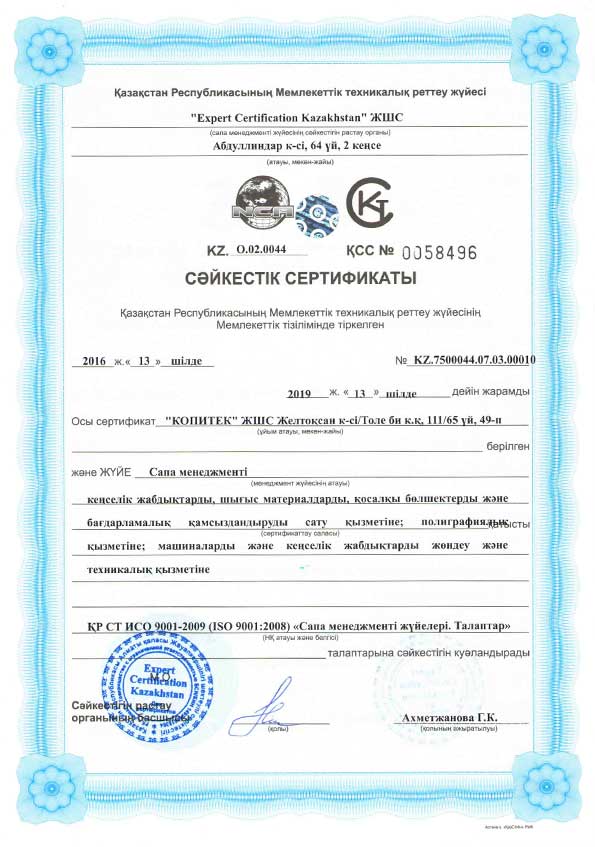 Қазақстан Республикасының Мемлекеттік техникалық реттеу жүйесі
"Expert Certification Kazakhstan" ЖШС
(сапа менеджменті жүйесінің сәйкестігін растау органы)
Абдуллиндар к-сі, 64 үй, 2 кеңсе
(атауы, мекен-жайы)
NCA
KZ. О.02.0044 ҚСС № 0058496
СӘЙКЕСТІК СЕРТИФИКАТЫ
Қазақстан Республикасының Мемлекеттік техникалық реттеу жүйесінің
Мемлекеттік тізілімінде тіркелген
2016 ж.« 13 » шілде № KZ.7500044.07.03.00010
2019 ж. « 13 » шілде дейін жарамды
Осы сертификат "КОПИТЕК" ЖШС Желтоқсан к-сі/Толе би к.қ, 111/65 үй, 49-п
(ұйым атауы, мекен-жайы)
берілген
және ЖҮЙЕ Сапа менеджменті
(менеджмент жүйесінің атауы)
кеңселік жабдықтарды, шығыс материалдарды, қосалқы бөлшектерды және
бағдарламалық қамсыздандыруды сату қызметіне; полиграфиялық қатысты
(сертификаттау саласы)
қызметіне; машиналарды және кеңселік жабдықтарды жөндеу және
техникалық қызметіне
ҚР СТ ИСО 9001-2009 (ISO 9001:2008) «Сапа менеджменті жүйелері. Талаптар»
(НҚ атауы және белгісі)
талаптарына сәйкестігін куәландырады
М.О.
Expert
Certification
Kazakhstan
Сәйкестігін растау
органының басшысы
(қолы)
Ахметжанова Г.К.
(қолының ажыратылуы)